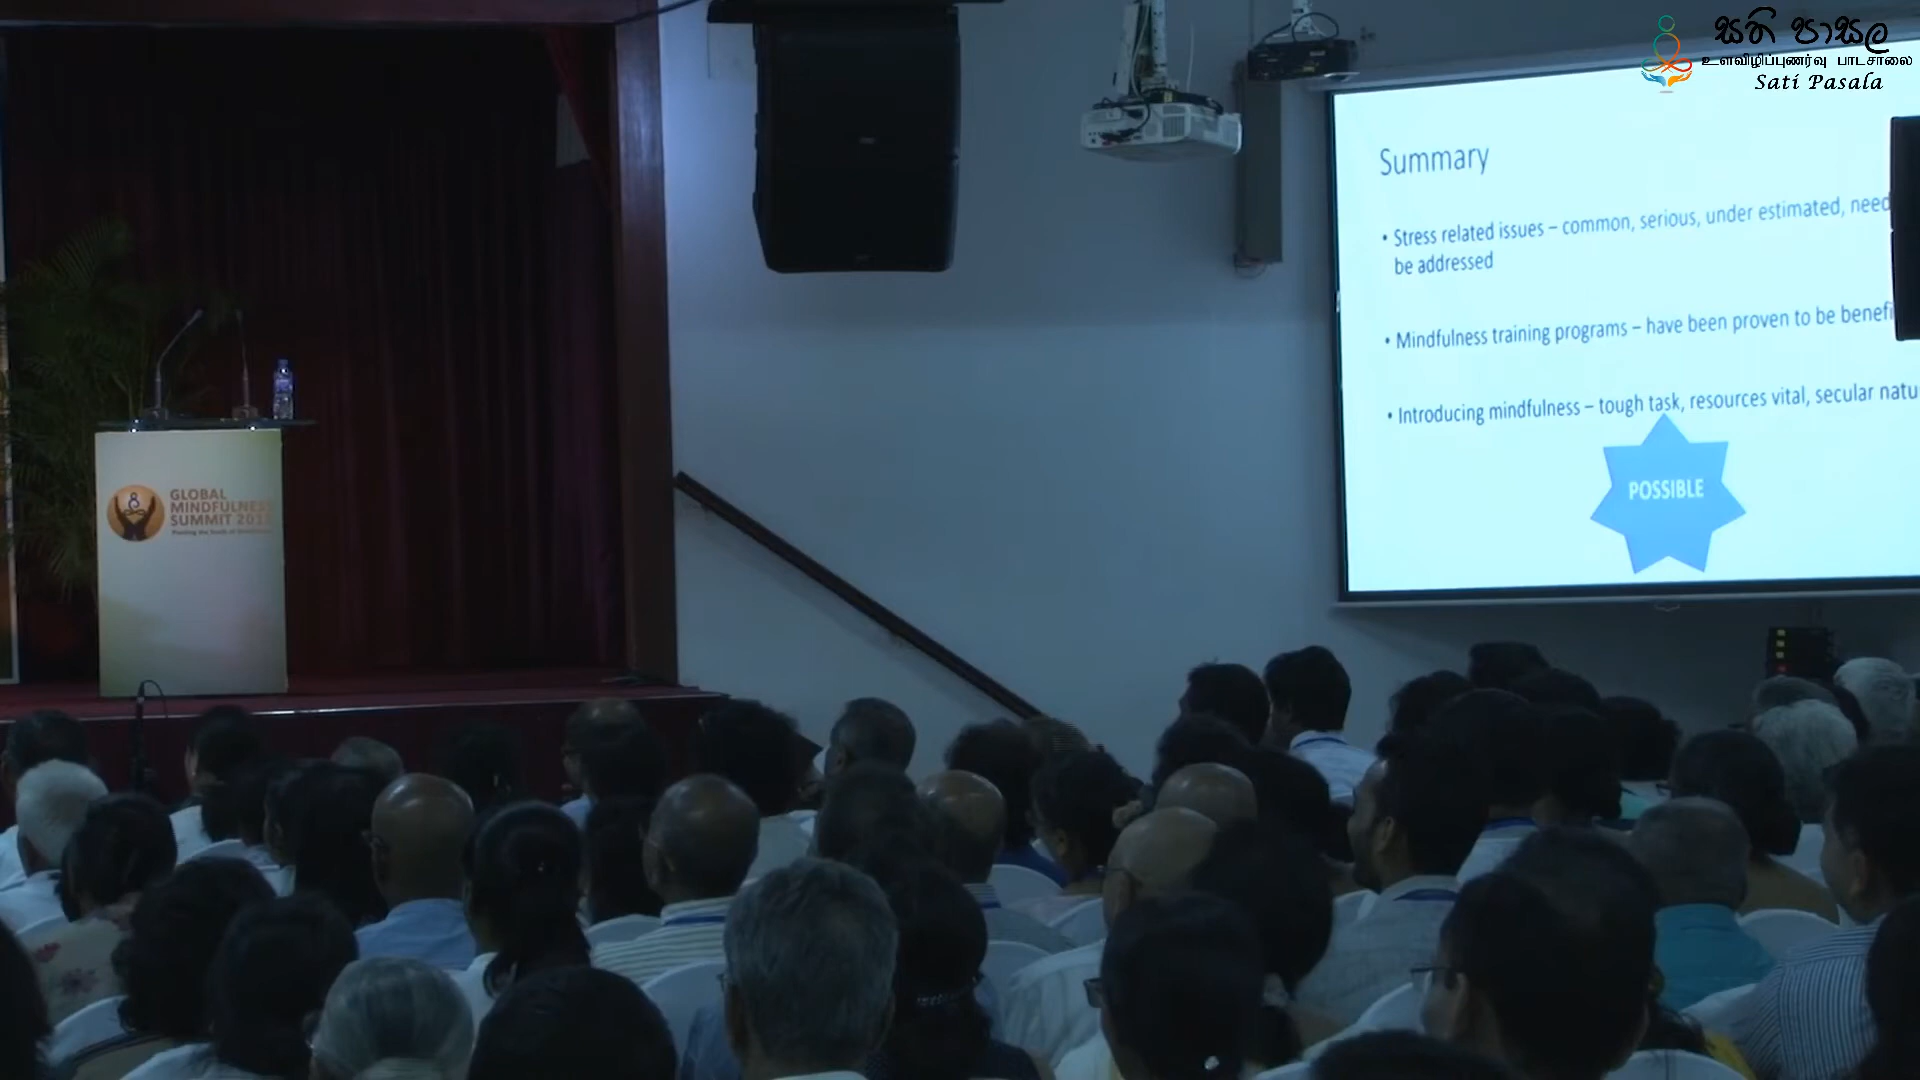 සති පාසල
உளவிழிப்புணர்வு பாடசாலை
Sati Pasala
Summary
• Stress related issues – common, serious, under estimated, need
be addressed
• Mindfulness training programs – have been proven to be benefi
• Introducing mindfulness – tough task, resources vital, secular natu
POSSIBLE
GLOBAL
MINDFULNESS
SUMMIT